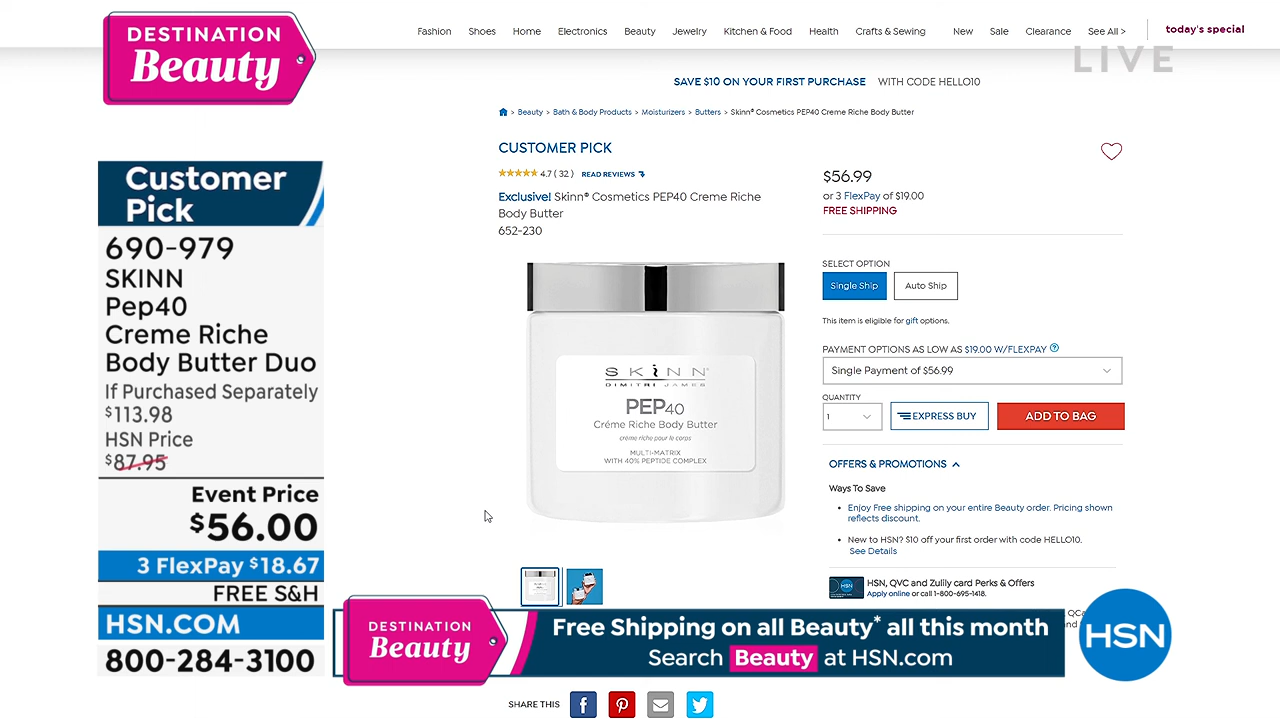 DESTINATION
Beauty
Fashion Shoes Home Electronics Beauty Jewelry Kitchen & Food Health Crafts & Sewing New Sale Clearance See All > today's special
LIVE
SAVE $10 ON YOUR FIRST PURCHASE WITH CODE HELLO10
> Beauty > Bath & Body Products > Moisturizers > Butters > Skinn® Cosmetics PEP40 Creme Riche Body Butter
CUSTOMER PICK
4.7 ( 32 ) READ REVIEWS
Exclusive! Skinn® Cosmetics PEP40 Creme Riche
Body Butter
652-230
$56.99
or 3 FlexPay of $19.00
FREE SHIPPING
SELECT OPTION
Single Ship Auto Ship
This item is eligible for gift options.
PAYMENT OPTIONS AS LOW AS $19.00 W/FLEXPAY ?
Single Payment of $56.99
QUANTITY
1 EXPRESS BUY ADD TO BAG
OFFERS & PROMOTIONS
Ways To Save
• Enjoy Free shipping on your entire Beauty order. Pricing shown
reflects discount.
• New to HSN? $10 off your first order with code HELLO10.
See Details
HSN
HSN, QVC and Zulily card Perks & Offers
Apply online or call 1-800-695-1418.
SKINN®
DIMITRI JAMES
PEP40
Créme Riche Body Butter
creme riche pour le corps
MULTI-MATRIX
WITH 40% PEPTIDE COMPLEX
Customer
Pick
690-979
SKINN
Pep40
Creme Riche
Body Butter Duo
If Purchased Separately
$113.98
HSN Price
$87.95
Event Price
$56.00
3 FlexPay $18.67
FREE S&H
HSN.COM
800-284-3100
DESTINATION
Beauty
Free Shipping on all Beauty* all this month
Search Beauty at HSN.com
HSN
SHARE THIS